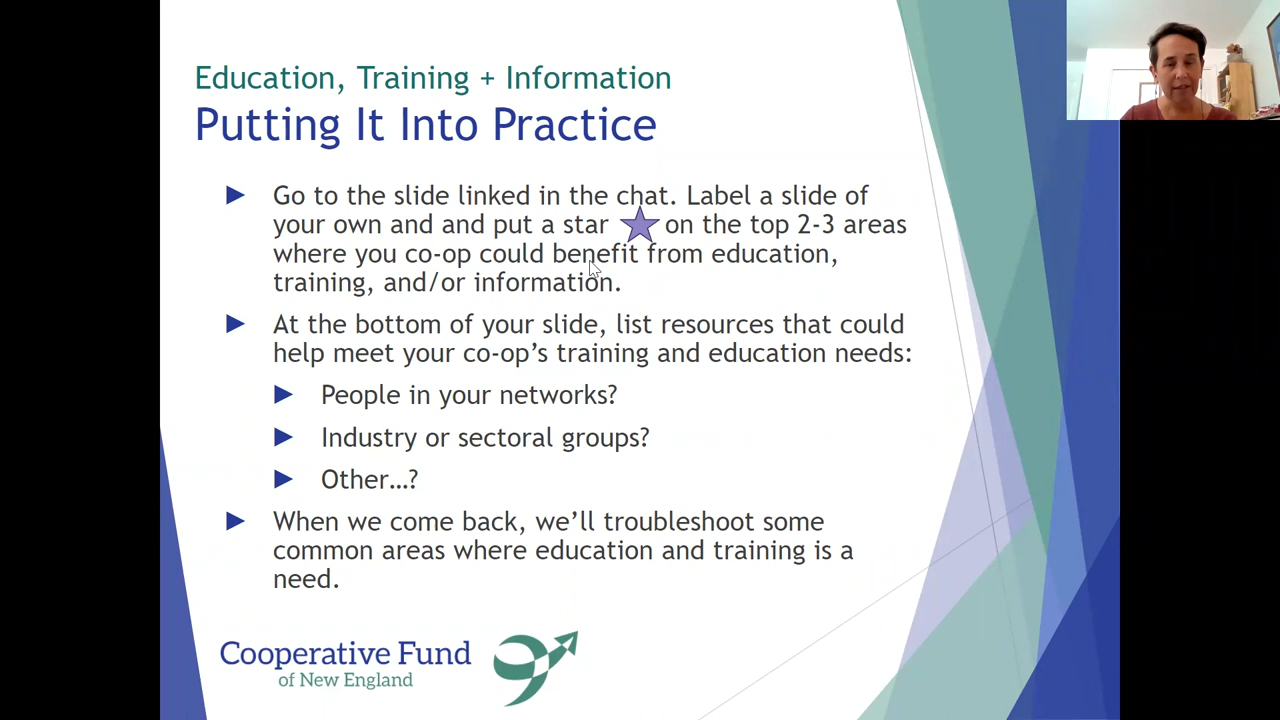 Education, Training + Information
Putting It Into Practice
Go to the slide linked in the chat. Label a slide of
your own and and put a star on the top 2-3 areas
where you co-op could benefit from education,
training, and/or information.
At the bottom of your slide, list resources that could
help meet your co-op’s training and education needs:
People in your networks?
Industry or sectoral groups?
Other…?
When we come back, we’ll troubleshoot some
common areas where education and training is a
need.
Cooperative Fund
of New England